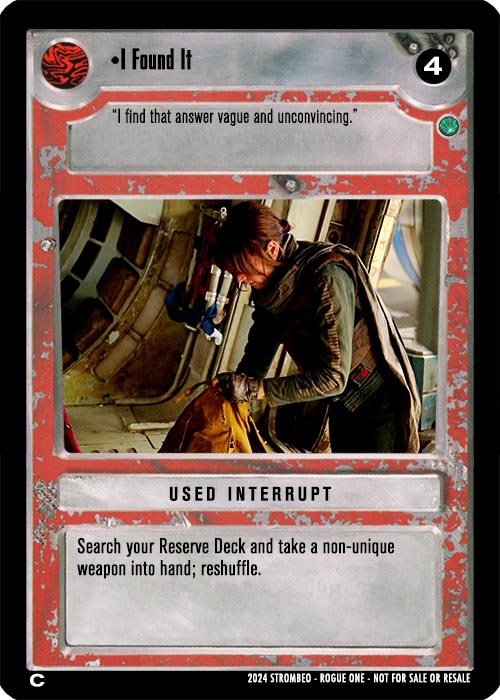 •I Found It
4
"I find that answer vague and unconvincing."
USED INTERRUPT
Search your Reserve Deck and take a non-unique
weapon into hand; reshuffle.
C
2024 STROMBEO - ROGUE ONE - NOT FOR SALE OR RESALE